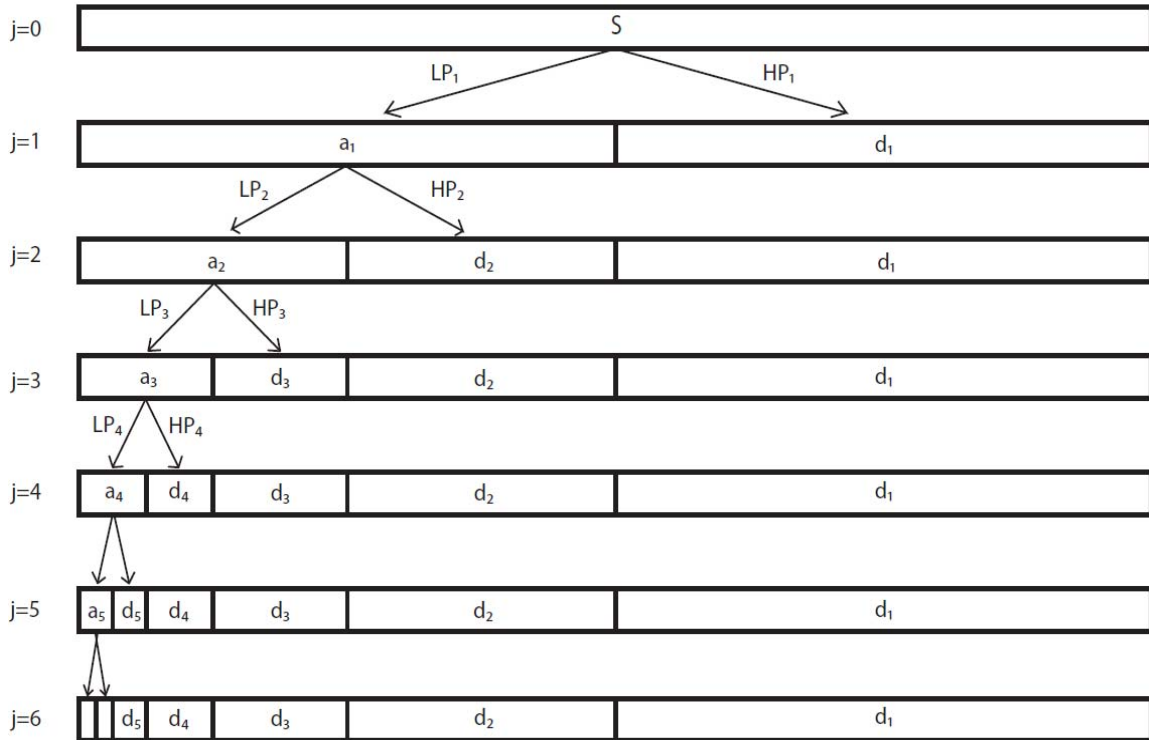 j=0 S
LP₁ HP₁
j=1 a₁ d₁
LP₂ HP₂
j=2 a₂ d₂ d₁
LP₃ HP₃
j=3 a₃ d₃ d₂ d₁
LP₄ HP₄
j=4 a₄ d₄ d₃ d₂ d₁
j=5 a₅ d₅ d₄ d₃ d₂ d₁
j=6 d₅ d₄ d₃ d₂ d₁